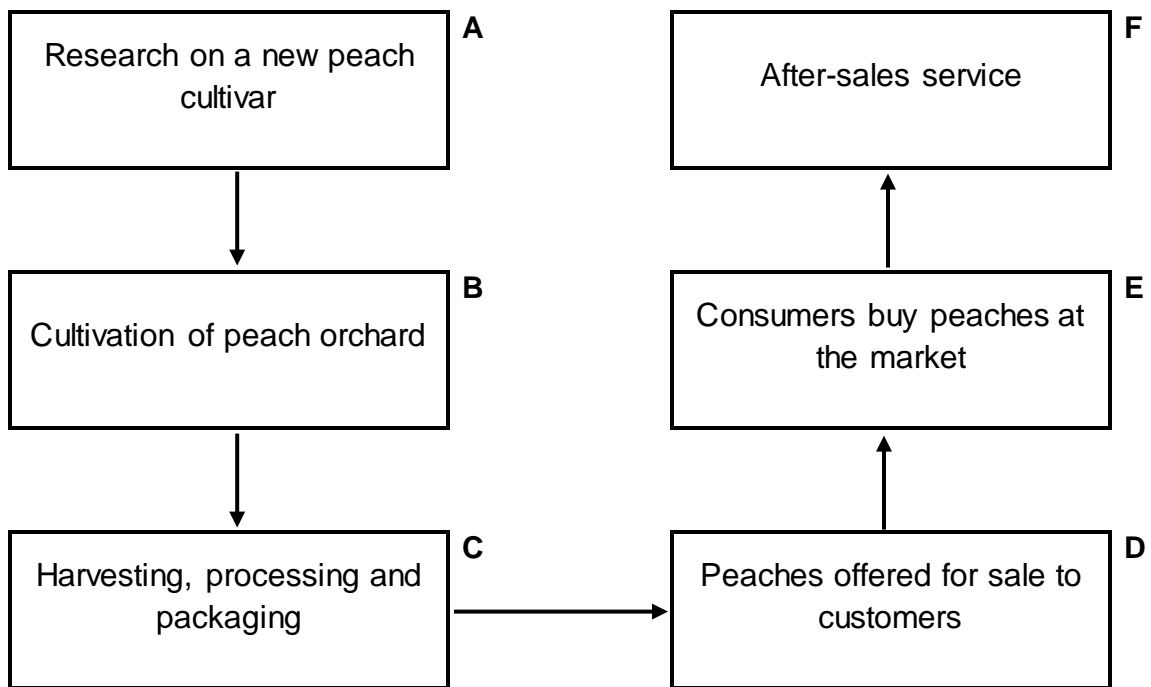 A
Research on a new peach
cultivar
B
Cultivation of peach orchard
C
Harvesting, processing and
packaging
D
Peaches offered for sale to
customers
E
Consumers buy peaches at
the market
F
After-sales service